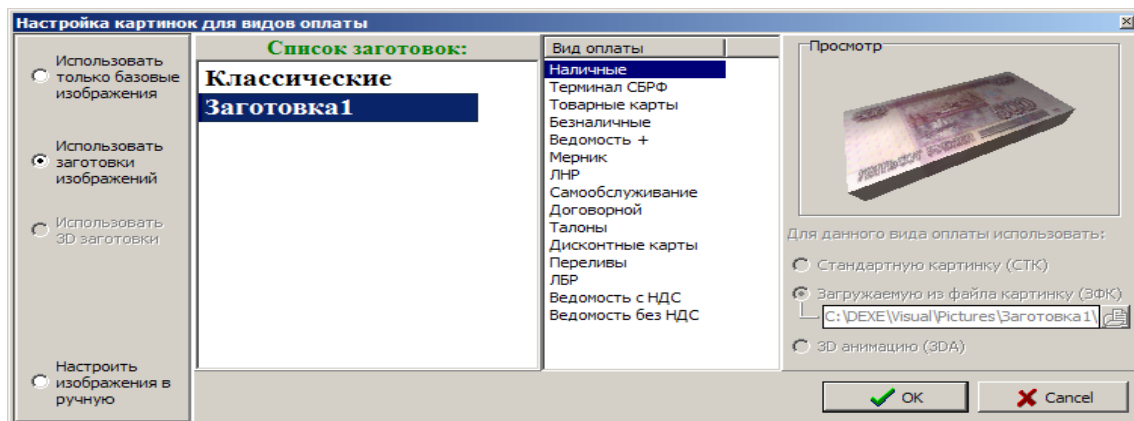 Настройка картинок для видов оплаты
Использовать
только базовые
изображения
Использовать
заготовки
изображений
Использовать
3D заготовки
Настроить
изображения в
ручную
Список заготовок:
Классические
Заготовка1
Вид оплаты
Наличные
Терминал СБРФ
Товарные карты
Безналичные
Ведомость +
Мерник
ЛНР
Самообслуживание
Договорной
Талоны
Дисконтные карты
Переливы
ЛБР
Ведомость с НДС
Ведомость без НДС
Просмотр
Для данного вида оплаты использовать:
Стандартную картинку (СТК)
Загружаемую из файла картинку (ЗФК)
C:\DEXE\Visual\Pictures\Заготовка1\
3D анимацию (3DA)
OK
Cancel